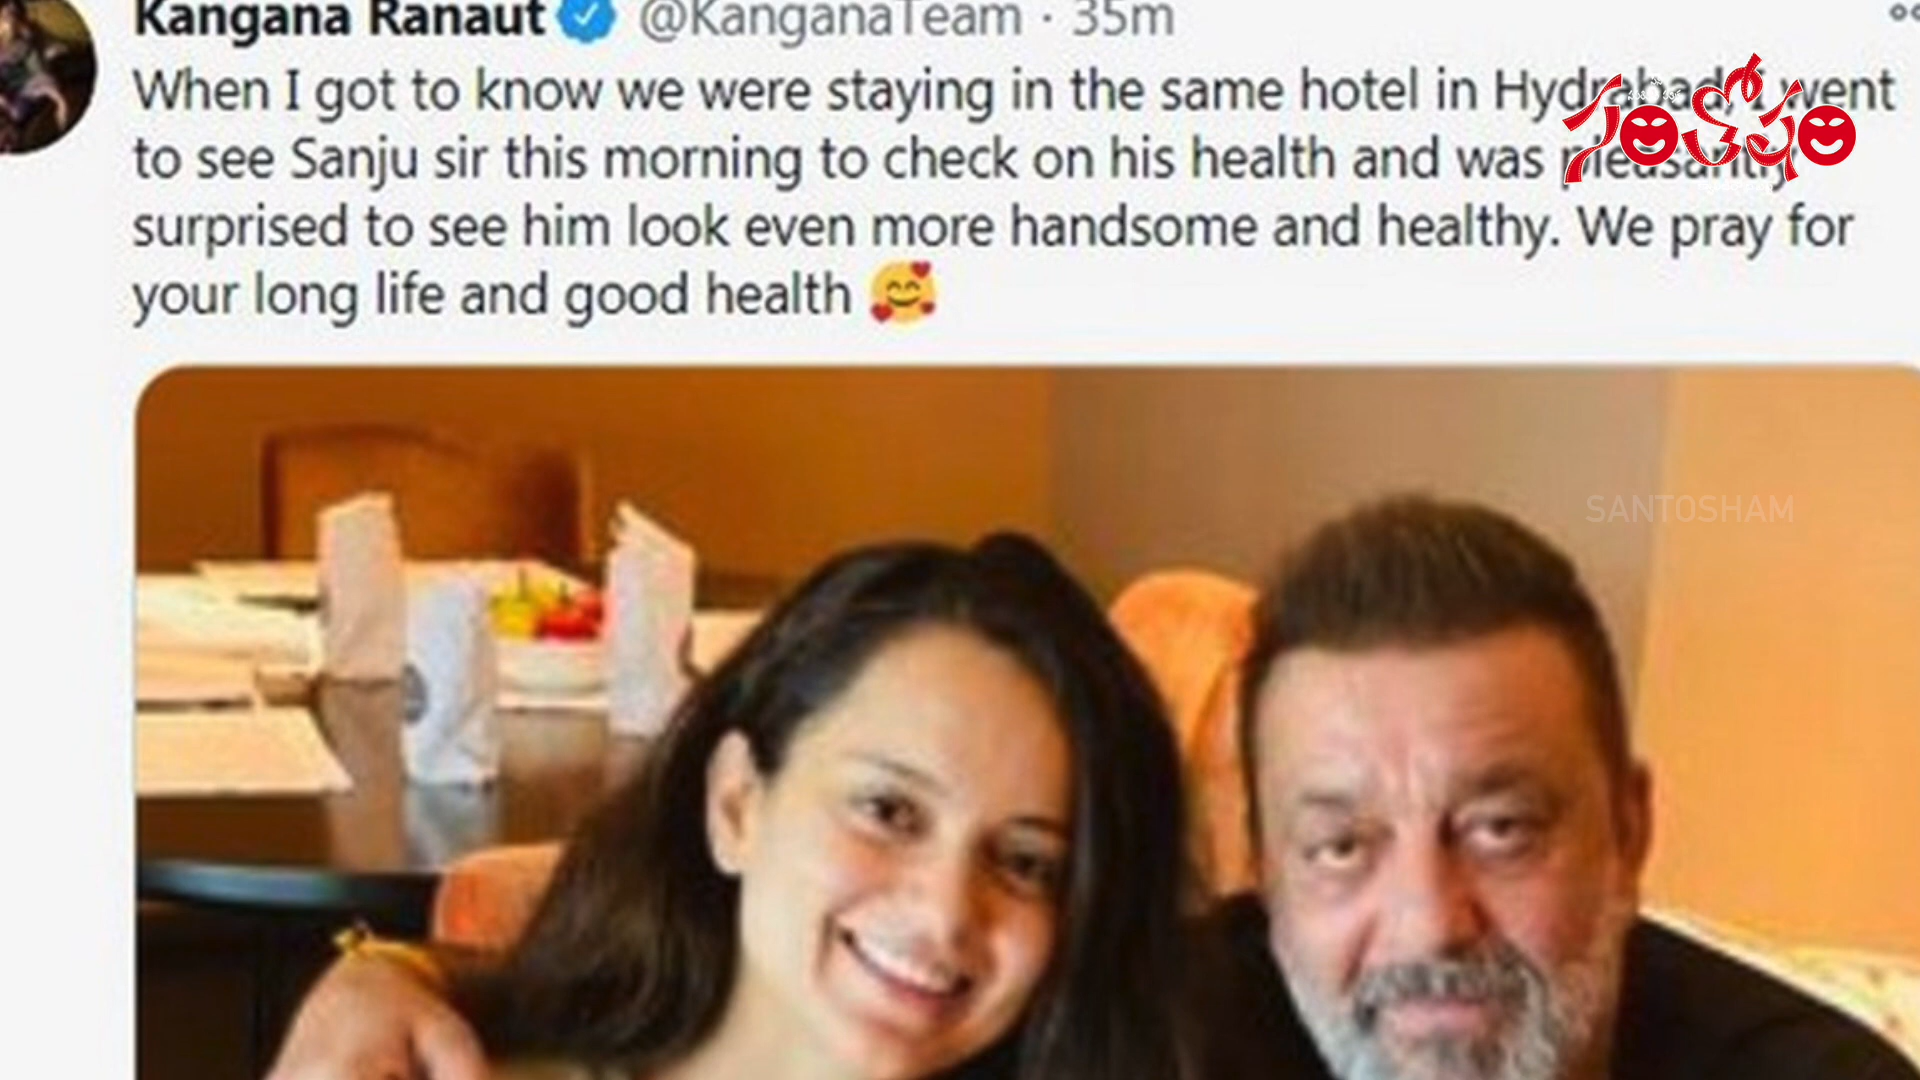 Kangana Ranaut @KanganaTeam · 35m
When I got to know we were staying in the same hotel in Hydrabad, I went
to see Sanju sir this morning to check on his health and was pleasantly
surprised to see him look even more handsome and healthy. We pray for
your long life and good health 🥰
సంతోషం
SANTOSHAM